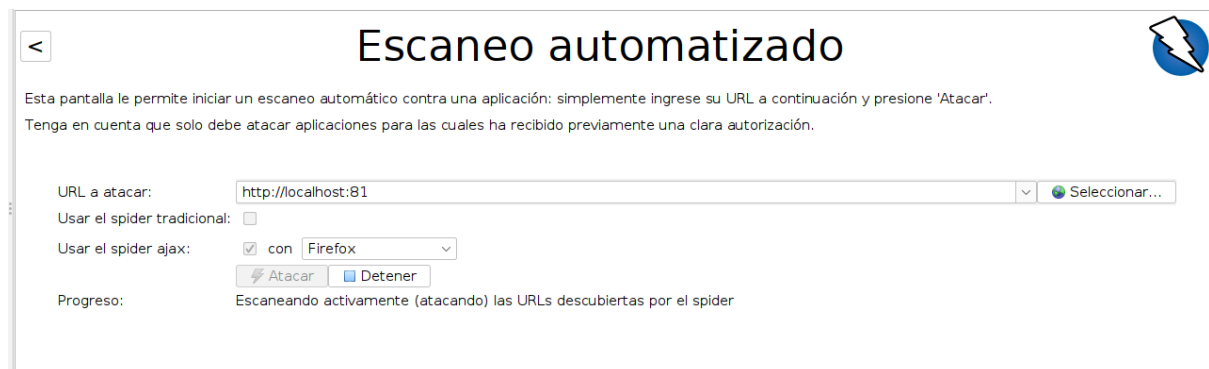 <
Escaneo automatizado
Esta pantalla le permite iniciar un escaneo automático contra una aplicación: simplemente ingrese su URL a continuación y presione 'Atacar'.
Tenga en cuenta que solo debe atacar aplicaciones para las cuales ha recibido previamente una clara autorización.
URL a atacar: http://localhost:81 Seleccionar...
Usar el spider tradicional:
Usar el spider ajax: con Firefox
Atacar Detener
Progreso: Escaneando activamente (atacando) las URLs descubiertas por el spider